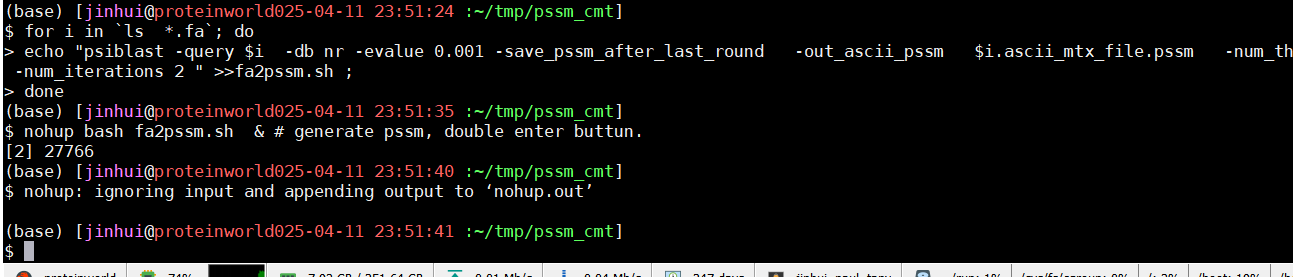 (base) [jinhui@proteinworld025-04-11 23:51:24 :~/tmp/pssm_cmt]
$ for i in `ls  *.fa`; do
> echo "psiblast -query $i  -db nr -evalue 0.001 -save_pssm_after_last_round   -out_ascii_pssm   $i.ascii_mtx_file.pssm   -num_th
-num_iterations 2 " >>fa2pssm.sh ;
> done
(base) [jinhui@proteinworld025-04-11 23:51:35 :~/tmp/pssm_cmt]
$ nohup bash fa2pssm.sh  & # generate pssm, double enter buttun.
[2] 27766
(base) [jinhui@proteinworld025-04-11 23:51:40 :~/tmp/pssm_cmt]
$ nohup: ignoring input and appending output to ‘nohup.out’
(base) [jinhui@proteinworld025-04-11 23:51:41 :~/tmp/pssm_cmt]
$